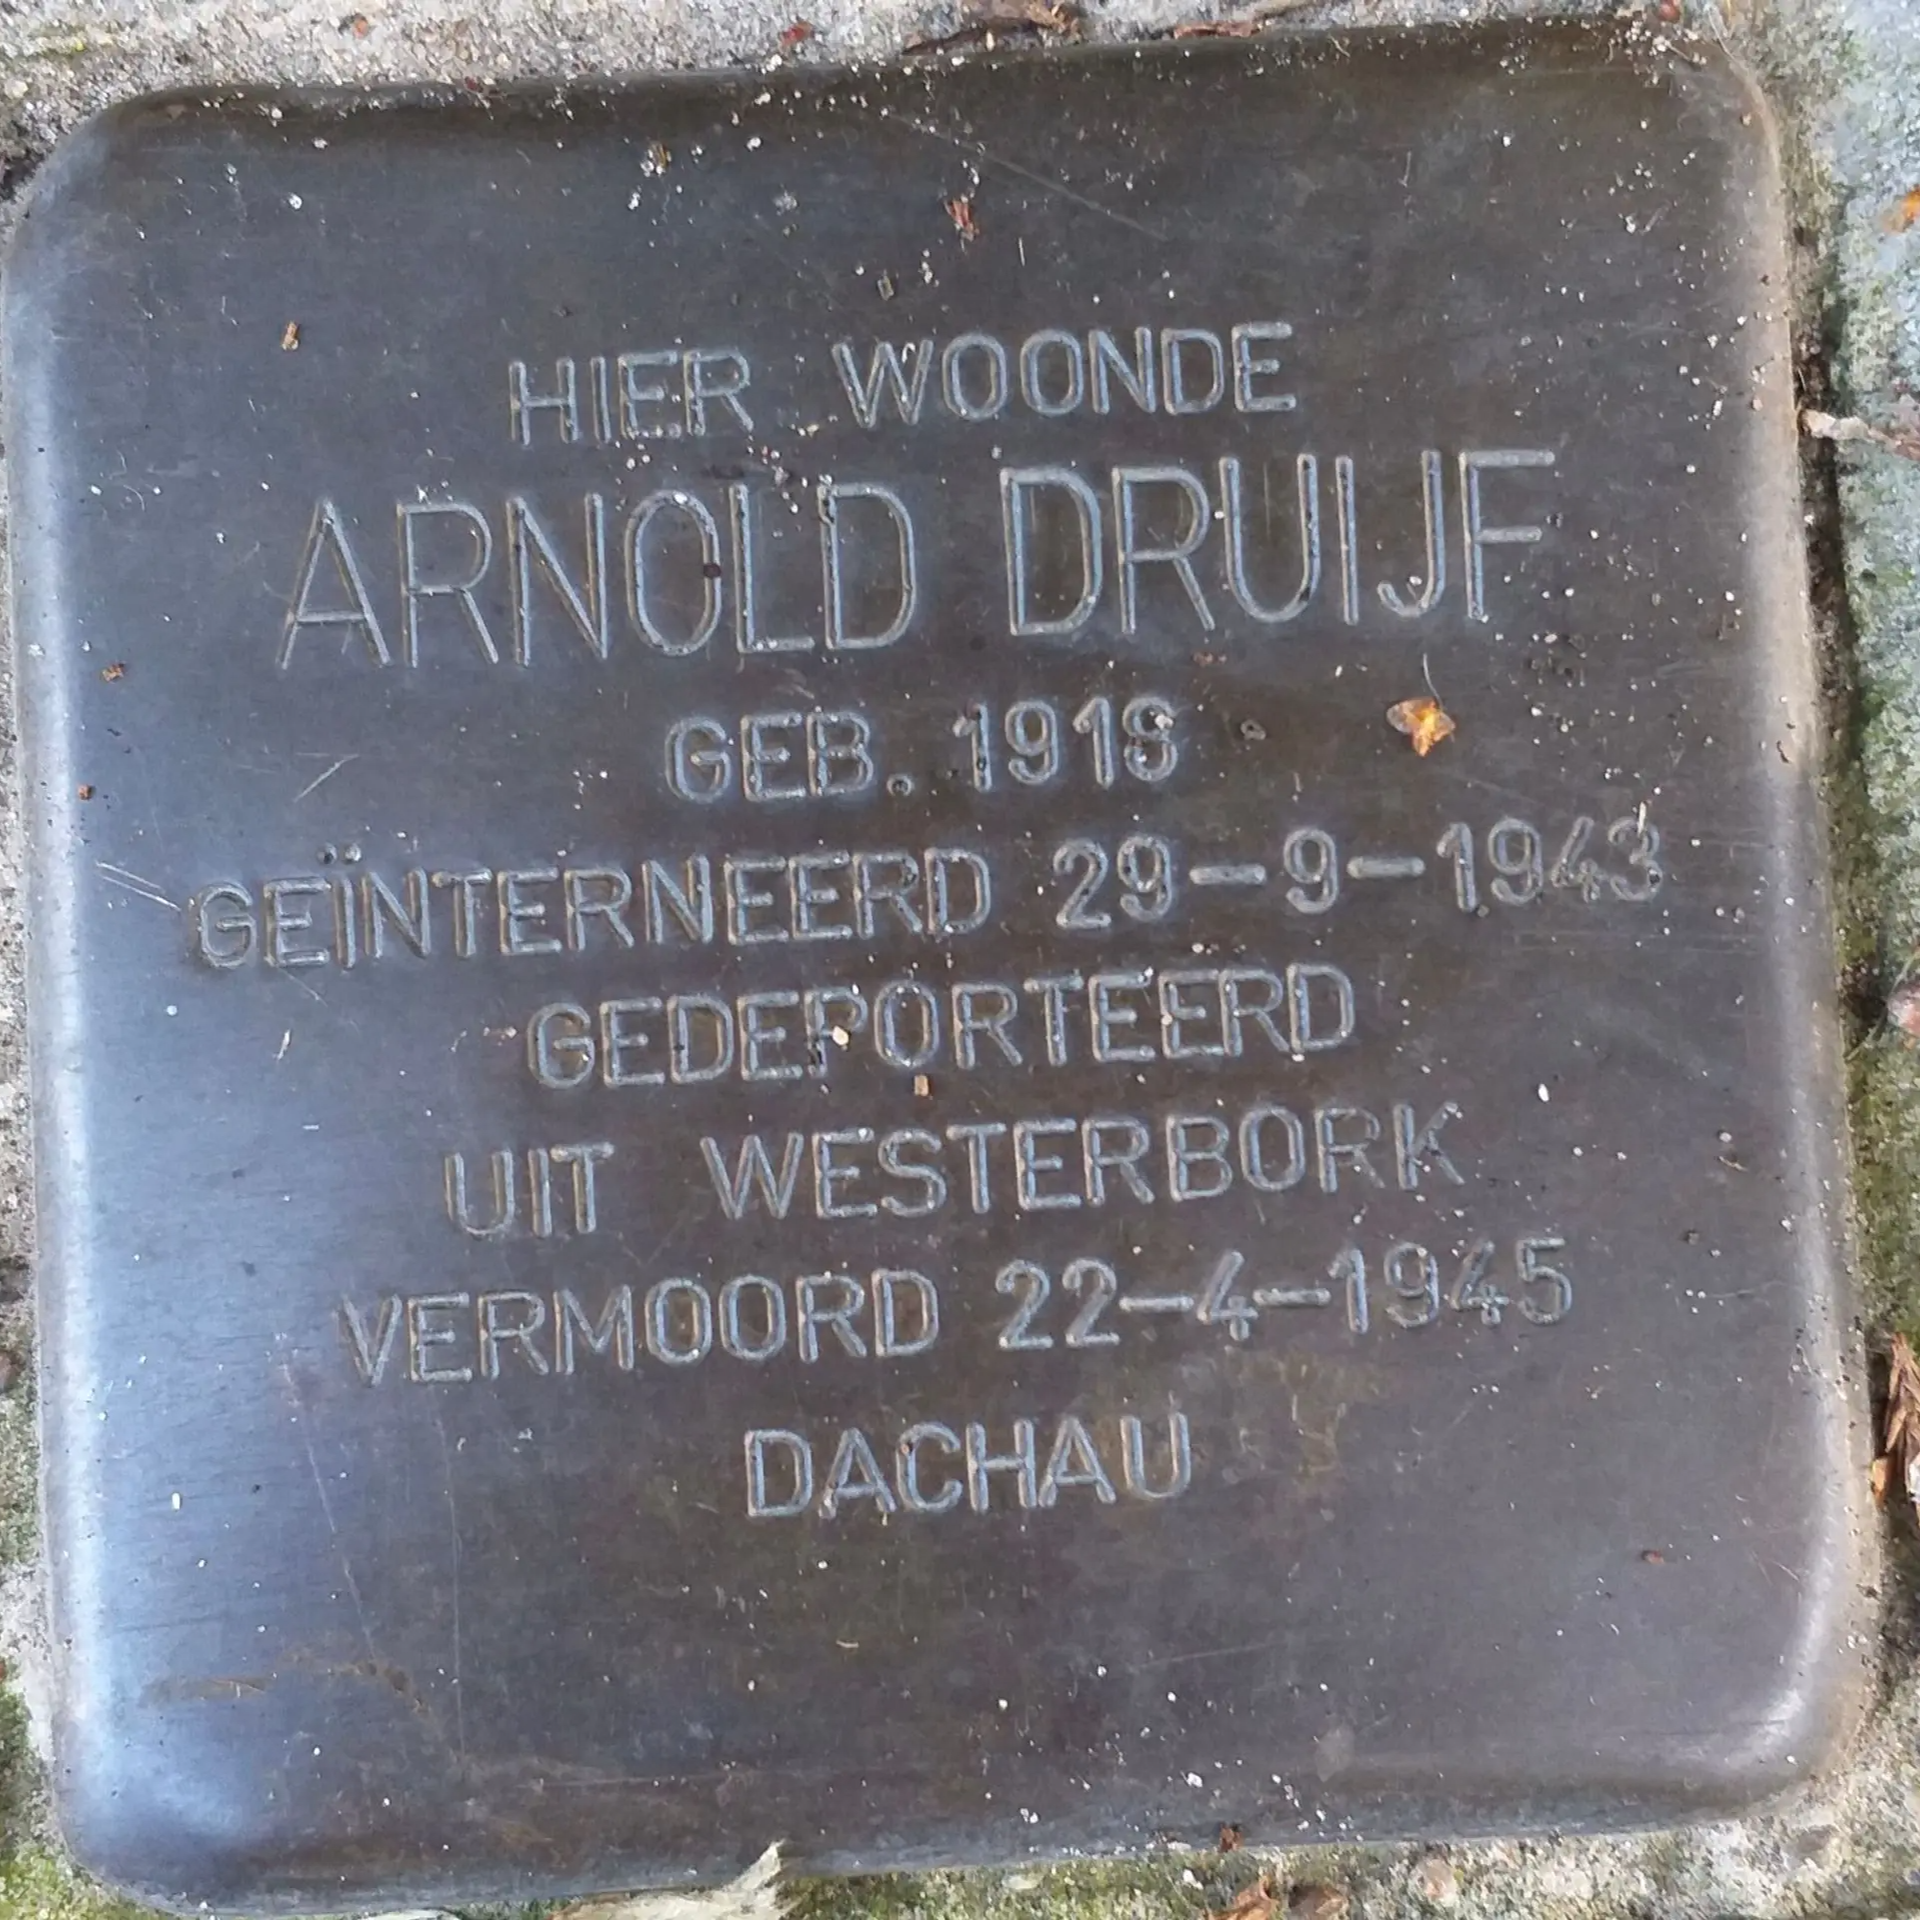 HIER WOONDE
ARNOLD DRUIJF
GEB. 1918
GEÏNTERNEERD 29-9-1943
GEDEPORTEERD
UIT WESTERBORK
VERMOORD 22-4-1945
DACHAU